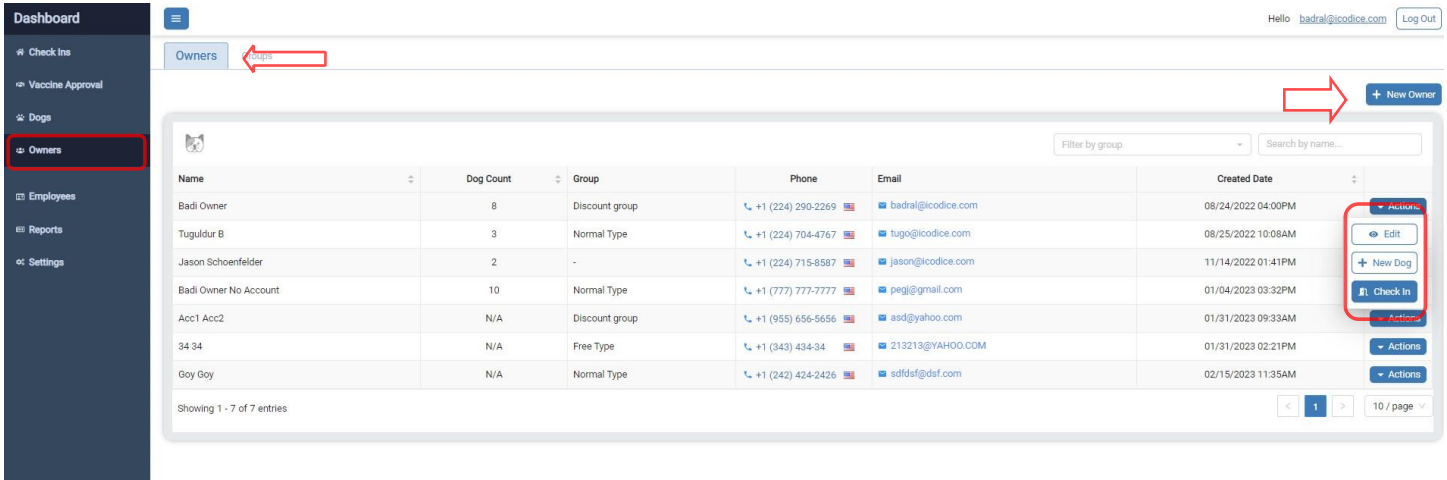 Dashboard
Hello badral@icodice.com Log Out
Check Ins
Owners Groups
Vaccine Approval
+ New Owner
Dogs
Owners
Filter by group Search by name...
Name Dog Count Group Phone Email Created Date
Employees
Badi Owner 8 Discount group +1 (224) 290-2269 badral@icodice.com 08/24/2022 04:00PM Actions
Reports
Tuguldur B 3 Normal Type +1 (224) 704-4767 tugo@icodice.com 08/25/2022 10:08AM Edit
Settings
Jason Schoenfelder 2 - +1 (224) 715-8587 jason@icodice.com 11/14/2022 01:41PM + New Dog
Badi Owner No Account 10 Normal Type +1 (777) 777-7777 pegj@gmail.com 01/04/2023 03:32PM Check In
Acc1 Acc2 N/A Discount group +1 (955) 656-5656 asd@yahoo.com 01/31/2023 09:33AM Actions
34 34 N/A Free Type +1 (343) 434-34 213213@YAHOO.COM 01/31/2023 02:21PM Actions
Goy Goy N/A Normal Type +1 (242) 424-2426 sdfdsf@dsf.com 02/15/2023 11:35AM Actions
Showing 1 - 7 of 7 entries < 1 > 10 / page